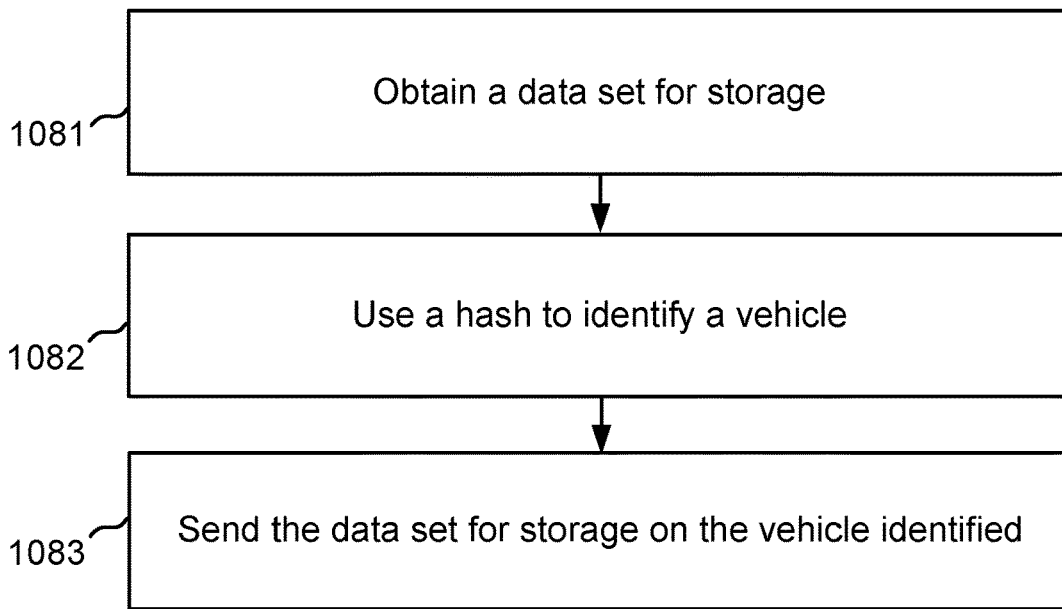 Obtain a data set for storage
1081
Use a hash to identify a vehicle
1082
Send the data set for storage on the vehicle identified
1083